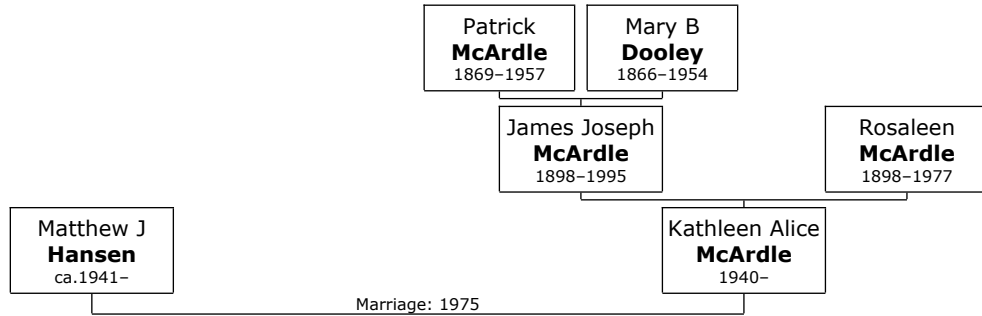 Patrick
McArdle
1869–1957
Mary B
Dooley
1866–1954
James Joseph
McArdle
1898–1995
Rosaleen
McArdle
1898–1977
Matthew J
Hansen
ca.1941–
Kathleen Alice
McArdle
1940–
Marriage: 1975